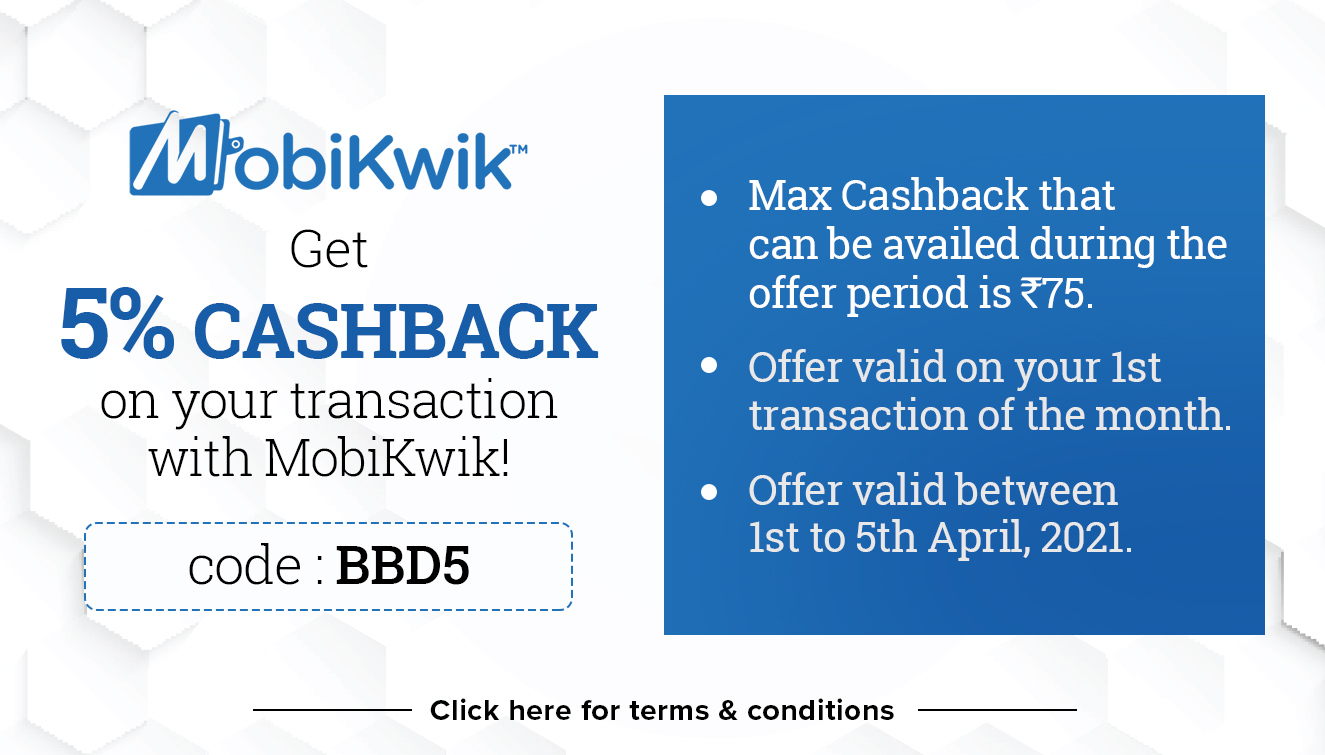 MobiKwik™
Get
5% CASHBACK
on your transaction
with MobiKwik!
code : BBD5
• Max Cashback that
can be availed during the
offer period is ₹75.
• Offer valid on your 1st
transaction of the month.
• Offer valid between
1st to 5th April, 2021.
Click here for terms & conditions